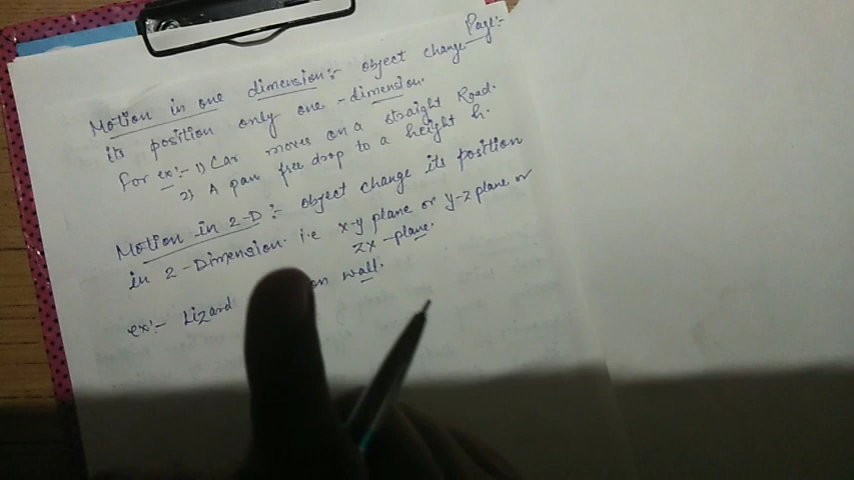 Page:-
Motion in one dimension:- object change
its position only one - dimension.
for ex:- 1) Car moves on a straight Road.
2) A pan free drop to a height h.
Motion in 2-D:- object change its position
in 2-Dimension. i.e x-y plane or y-z plane or
zx-plane.
ex:- Lizard on wall.